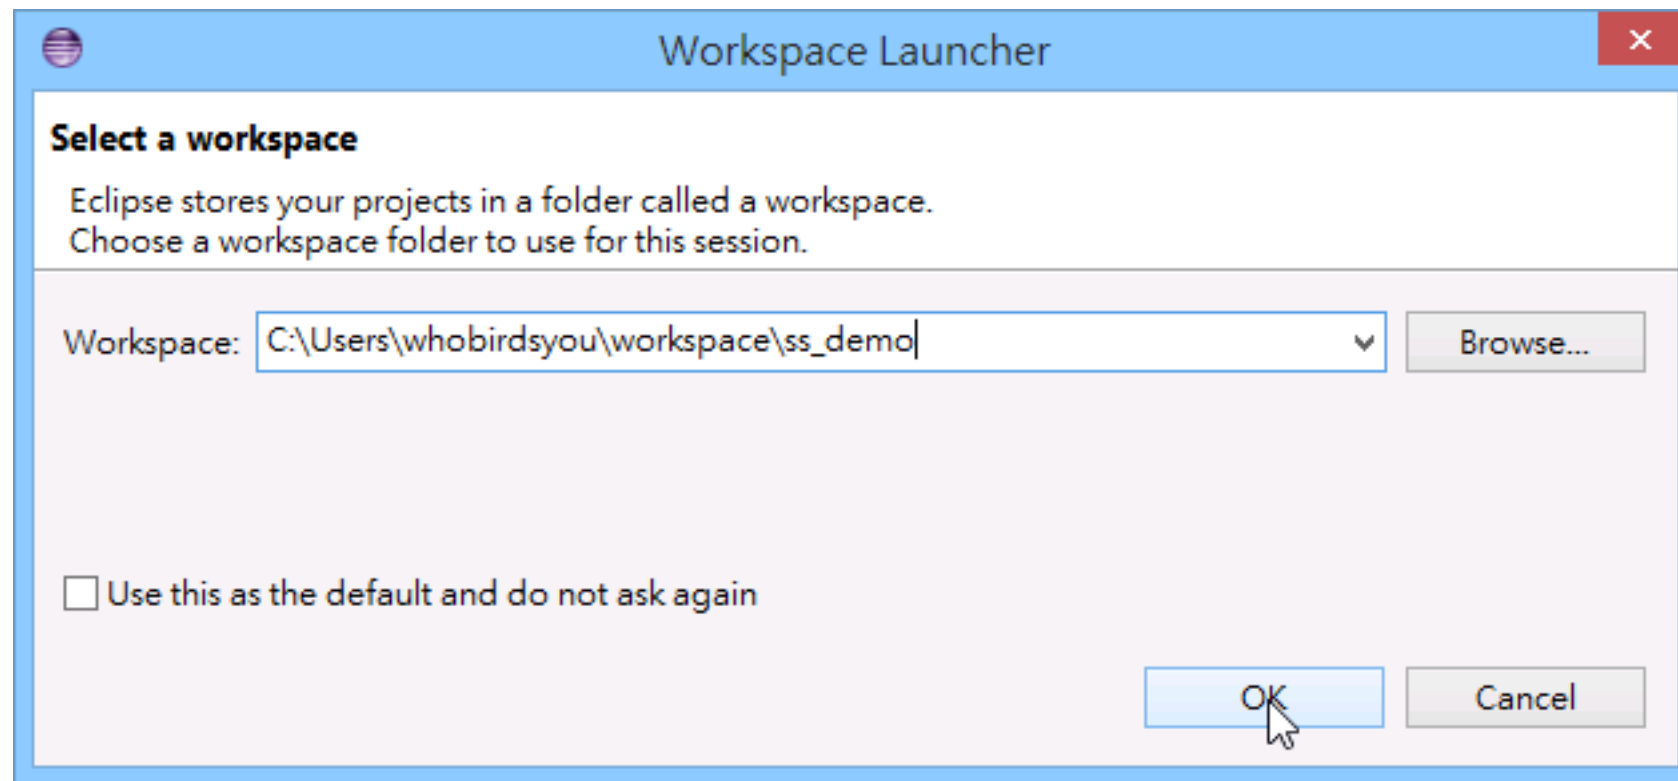 Workspace Launcher
Select a workspace
Eclipse stores your projects in a folder called a workspace.
Choose a workspace folder to use for this session.
Workspace: C:\Users\whobirdsyou\workspace\ss_demo Browse...
Use this as the default and do not ask again
OK Cancel